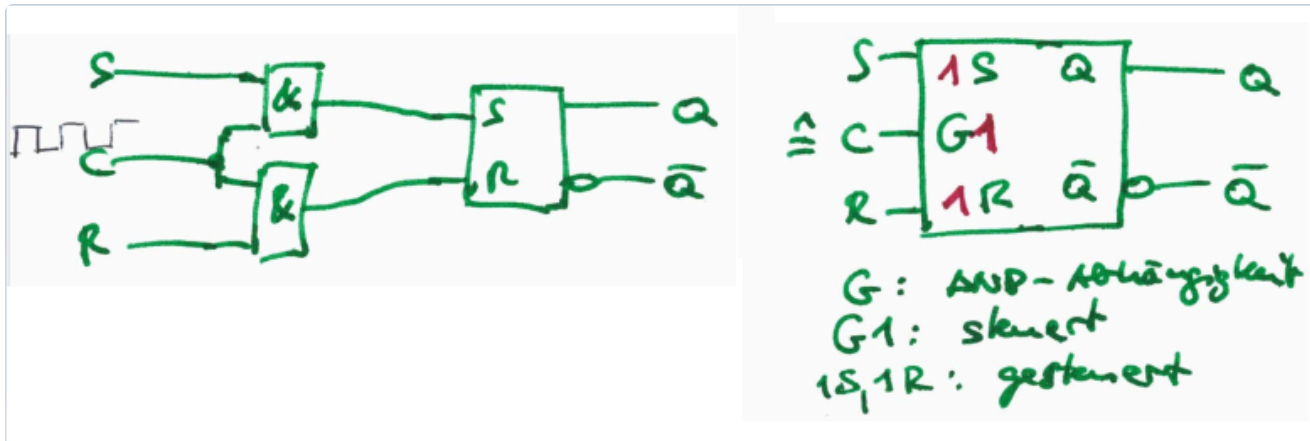 S
&
C
&
R
S
R
Q
Q̅
≙
S
C
R
1S
G1
1R
Q
Q̅
Q
Q̅
G: AND-Abhängigkeit
G1: steuert
1S, 1R: gesteuert